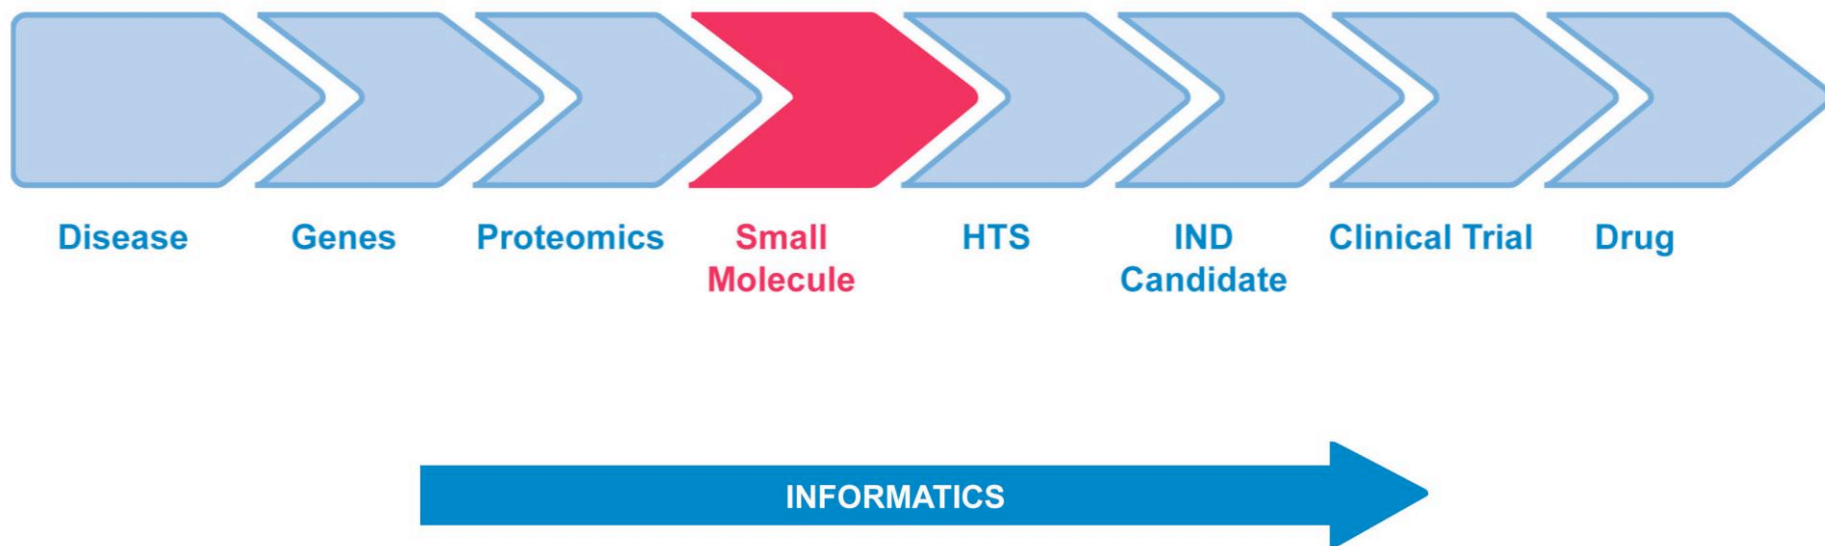 Disease
Genes
Proteomics
Small
Molecule
HTS
IND
Candidate
Clinical Trial
Drug
INFORMATICS